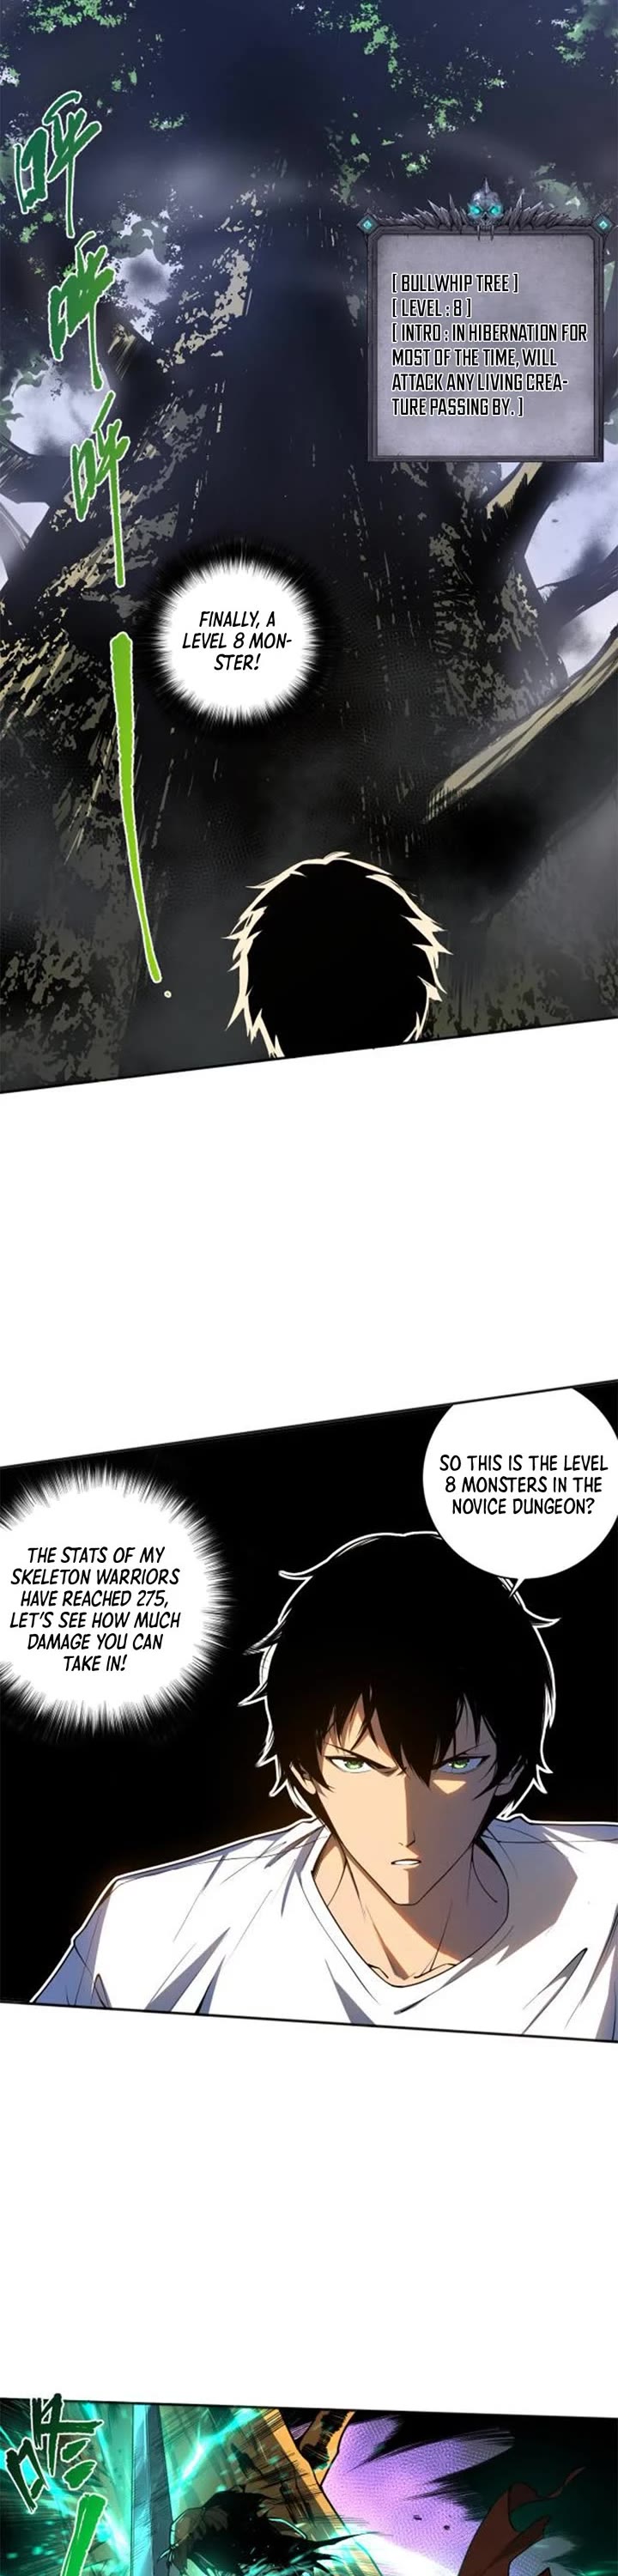 呼
呼
呼
[ BULLWHIP TREE ]
[ LEVEL : 8 ]
[ INTRO : IN HIBERNATION FOR
MOST OF THE TIME, WILL
ATTACK ANY LIVING CREA-
TURE PASSING BY. ]
FINALLY, A
LEVEL 8 MON-
STER!
SO THIS IS THE LEVEL
8 MONSTERS IN THE
NOVICE DUNGEON?
THE STATS OF MY
SKELETON WARRIORS
HAVE REACHED 275,
LET'S SEE HOW MUCH
DAMAGE YOU CAN
TAKE IN!